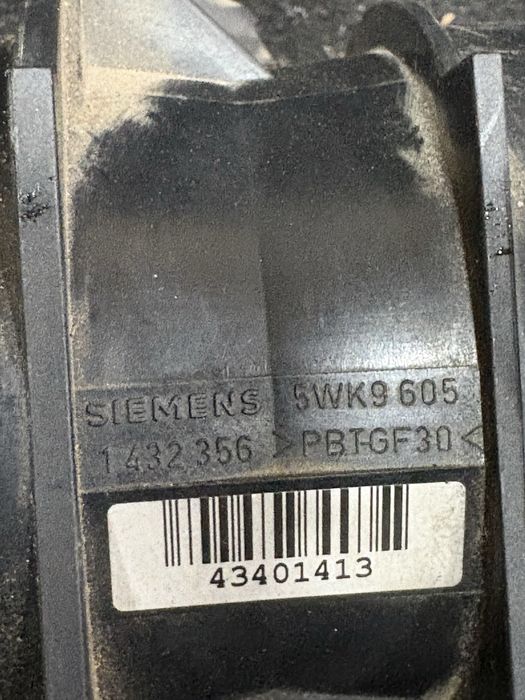 SIEMENS 5WK9 605
1 432 356 >PBT-GF30<
43401413